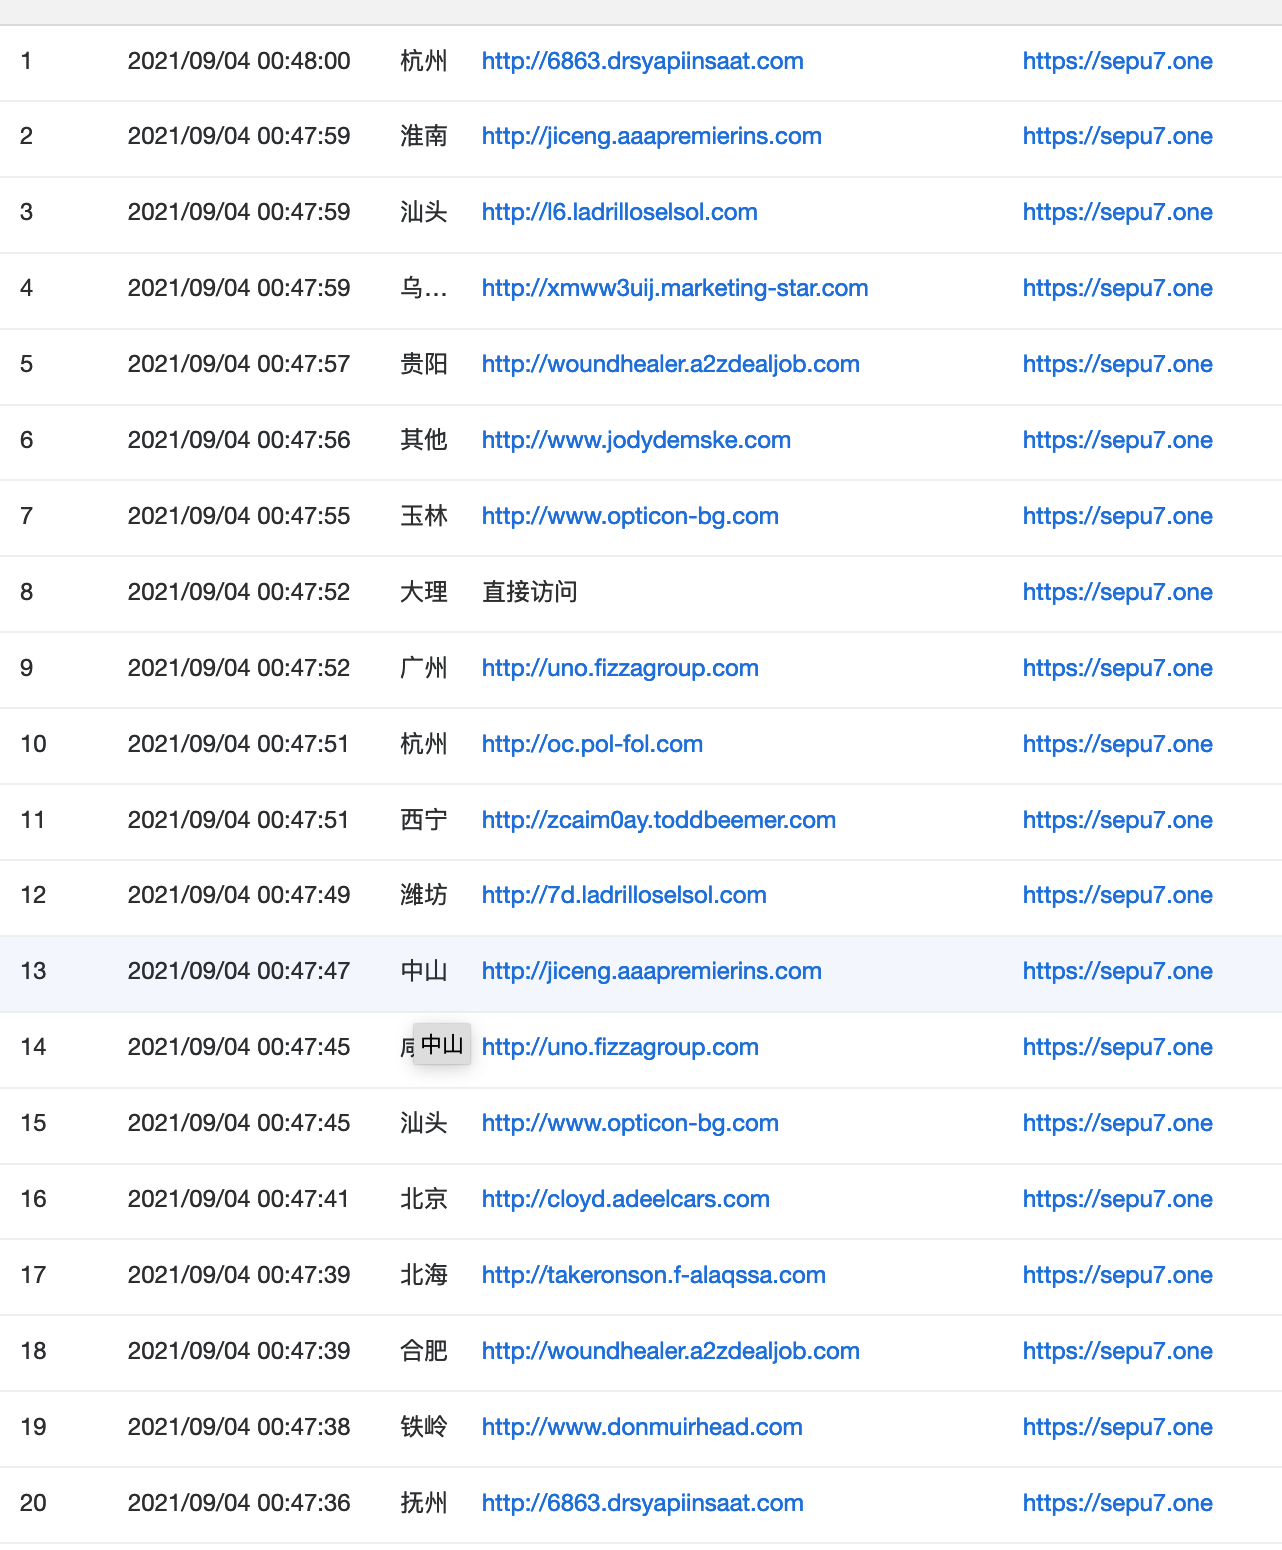 1 2021/09/04 00:48:00 杭州 http://6863.drsyapiinsaat.com https://sepu7.one
2 2021/09/04 00:47:59 淮南 http://jiceng.aaapremierins.com https://sepu7.one
3 2021/09/04 00:47:59 汕头 http://l6.ladrilloselsol.com https://sepu7.one
4 2021/09/04 00:47:59 乌... http://xmww3uij.marketing-star.com https://sepu7.one
5 2021/09/04 00:47:57 贵阳 http://woundhealer.a2zdealjob.com https://sepu7.one
6 2021/09/04 00:47:56 其他 http://www.jodydemske.com https://sepu7.one
7 2021/09/04 00:47:55 玉林 http://www.opticon-bg.com https://sepu7.one
8 2021/09/04 00:47:52 大理 直接访问 https://sepu7.one
9 2021/09/04 00:47:52 广州 http://uno.fizzagroup.com https://sepu7.one
10 2021/09/04 00:47:51 杭州 http://oc.pol-fol.com https://sepu7.one
11 2021/09/04 00:47:51 西宁 http://zcaim0ay.toddbeemer.com https://sepu7.one
12 2021/09/04 00:47:49 潍坊 http://7d.ladrilloselsol.com https://sepu7.one
13 2021/09/04 00:47:47 中山 http://jiceng.aaapremierins.com https://sepu7.one
14 2021/09/04 00:47:45 中山 http://uno.fizzagroup.com https://sepu7.one
15 2021/09/04 00:47:45 汕头 http://www.opticon-bg.com https://sepu7.one
16 2021/09/04 00:47:41 北京 http://cloyd.adeelcars.com https://sepu7.one
17 2021/09/04 00:47:39 北海 http://takeronson.f-alaqssa.com https://sepu7.one
18 2021/09/04 00:47:39 合肥 http://woundhealer.a2zdealjob.com https://sepu7.one
19 2021/09/04 00:47:38 铁岭 http://www.donmuirhead.com https://sepu7.one
20 2021/09/04 00:47:36 抚州 http://6863.drsyapiinsaat.com https://sepu7.one